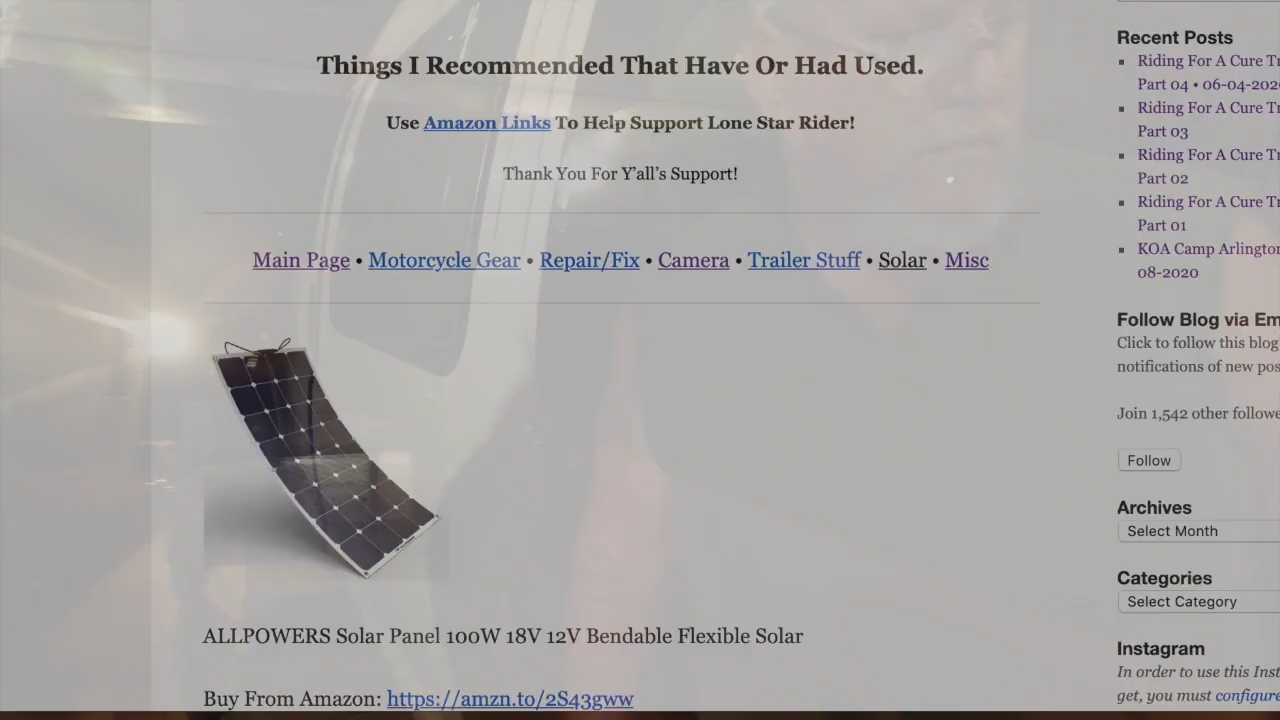 Things I Recommended That Have Or Had Used.
Use Amazon Links To Help Support Lone Star Rider!
Thank You For Y’all’s Support!
Main Page • Motorcycle Gear • Repair/Fix • Camera • Trailer Stuff • Solar • Misc
ALLPOWERS Solar Panel 100W 18V 12V Bendable Flexible Solar
Buy From Amazon: https://amzn.to/2S43gww
Recent Posts
Riding For A Cure
Part 04 • 06-04-202
Riding For A Cure
Part 03
Riding For A Cure
Part 02
Riding For A Cure
Part 01
KOA Camp Arlington
08-2020
Follow Blog via Em
Click to follow this blog
notifications of new pos
Join 1,542 other followe
Follow
Archives
Select Month
Categories
Select Category
Instagram
In order to use this Inst
get, you must configure